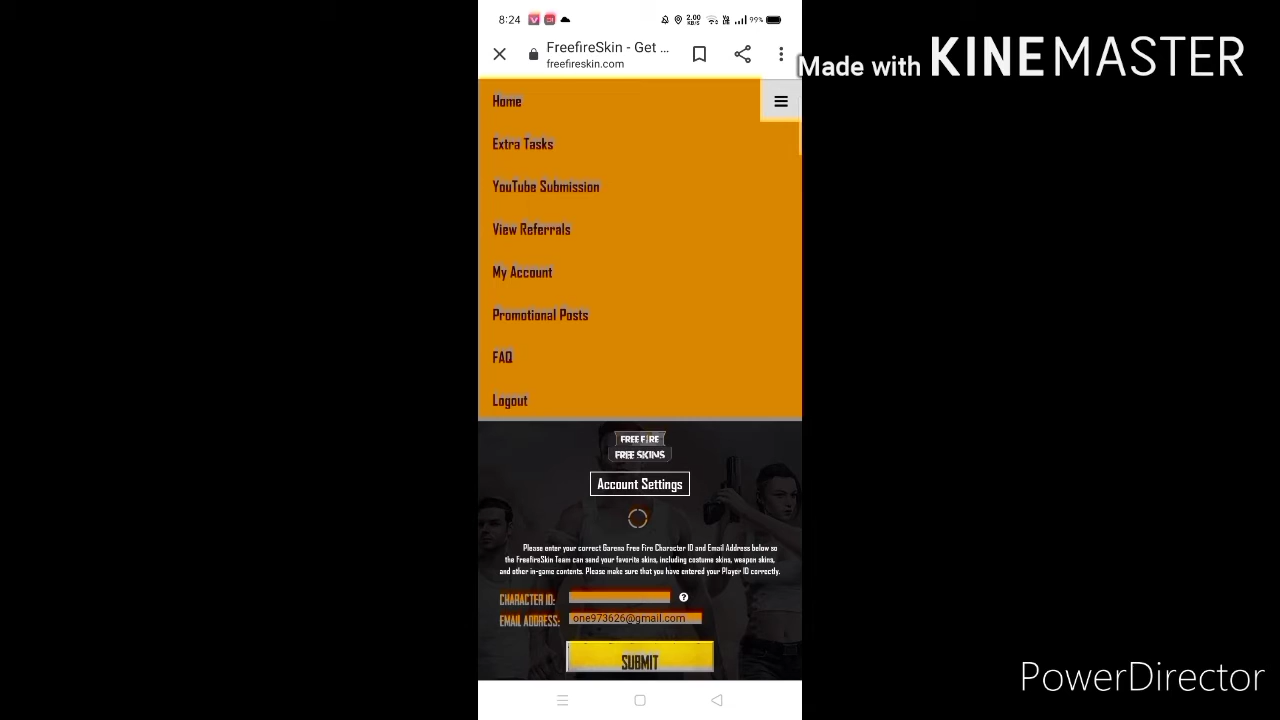 8:24
2.00 KB/S
99%
FreefireSkin - Get ...
freefireskin.com
Made with KINEMASTER
Home
Extra Tasks
YouTube Submission
View Referrals
My Account
Promotional Posts
FAQ
Logout
FREE FIRE
FREE SKINS
Account Settings
Please enter your correct Garena Free Fire Character ID and Email Address below so
the FreefireSkin Team can send your favorite skins, including costume skins, weapon skins,
and other in-game contents. Please make sure that you have entered your Player ID correctly.
CHARACTER ID:
EMAIL ADDRESS: one973626@gmail.com
SUBMIT
PowerDirector